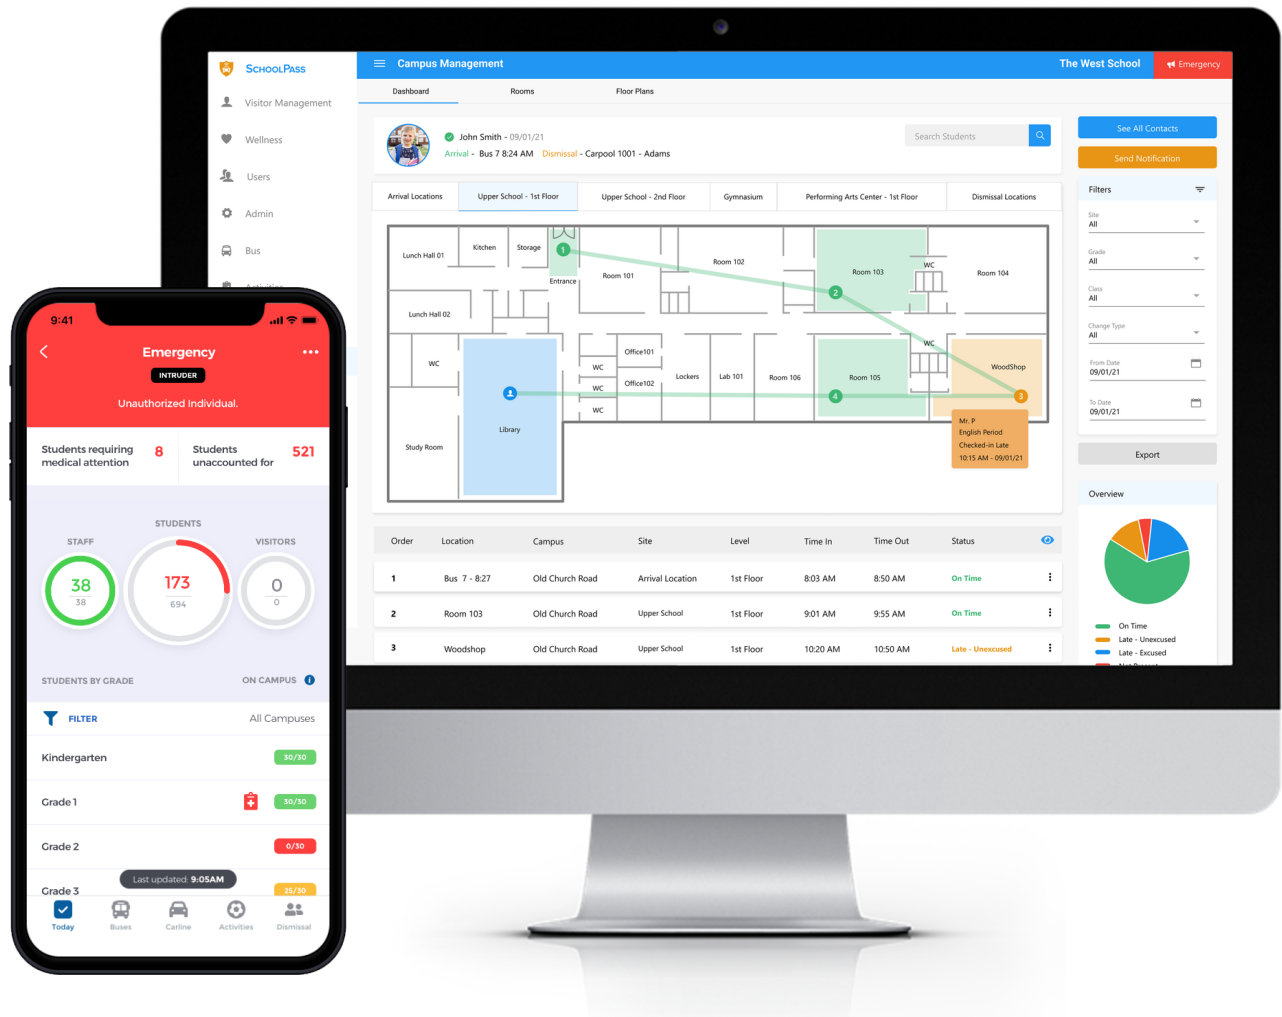 SCHOOLPASS
Visitor Management
Wellness
Users
Admin
Bus
Activities
Campus Management
The West School
Emergency
Dashboard
Rooms
Floor Plans
John Smith - 09/01/21
Arrival - Bus 7 8:24 AM Dismissal - Carpool 1001 - Adams
Search Students
See All Contacts
Send Notification
Arrival Locations
Upper School - 1st Floor
Upper School - 2nd Floor
Gymnasium
Performing Arts Center - 1st Floor
Dismissal Locations
Lunch Hall 01
Kitchen
Storage
1
Entrance
Room 101
Room 102
Room 103
2
WC
Room 104
Lunch Hall 02
WC
Library
Study Room
WC
WC
WC
Office101
Office102
Lockers
Lab 101
Room 106
Room 105
4
WC
WoodShop
3
Mr. P
English Period
Checked-in Late
10:15 AM - 09/01/21
Filters
Site
All
Grade
All
Class
All
Change Type
All
From Date
09/01/21
To Date
09/01/21
Export
Overview
On Time
Late - Unexcused
Late - Excused
Not Present
Order Location Campus Site Level Time In Time Out Status
1 Bus 7 - 8:27 Old Church Road Arrival Location 1st Floor 8:03 AM 8:50 AM On Time
2 Room 103 Old Church Road Upper School 1st Floor 9:01 AM 9:55 AM On Time
3 Woodshop Old Church Road Upper School 1st Floor 10:20 AM 10:50 AM Late - Unexcused
9:41
Emergency
INTRUDER
Unauthorized Individual.
Students requiring
medical attention
8
Students
unaccounted for
521
STAFF
38
38
STUDENTS
173
694
VISITORS
0
0
STUDENTS BY GRADE
ON CAMPUS
FILTER
All Campuses
Kindergarten 30/30
Grade 1 30/30
Grade 2 0/30
Grade 3 25/30
Last updated: 9:05AM
Today
Buses
Carline
Activities
Dismissal